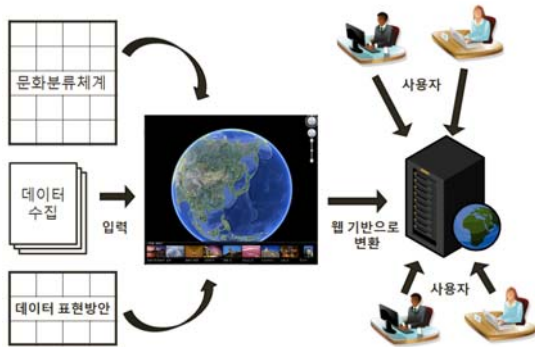 문화분류체계
데이터
수집
데이터 표현방안
입력
웹 기반으로
변환
사용자
사용자